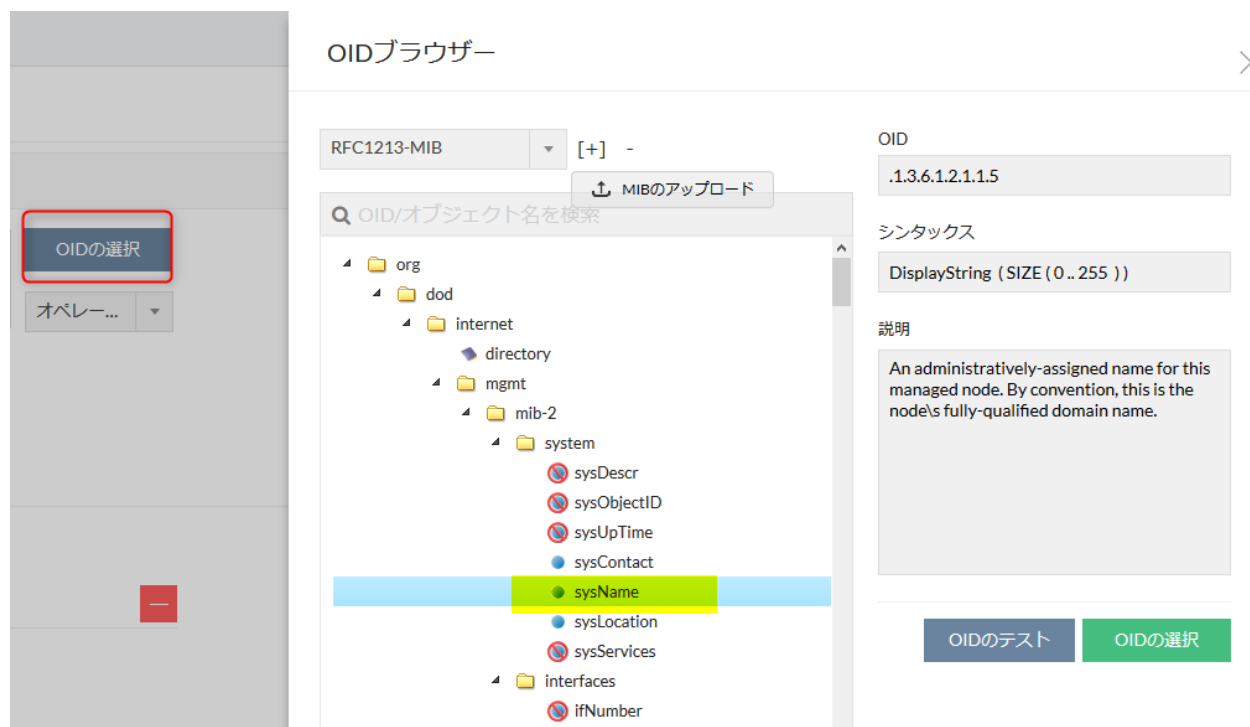 OIDブラウザー
RFC1213-MIB
[+] -
MIBのアップロード
OID/オブジェクト名を検索
org
dod
internet
directory
mgmt
mib-2
system
sysDescr
sysObjectID
sysUpTime
sysContact
sysName
sysLocation
sysServices
interfaces
ifNumber
OID
.1.3.6.1.2.1.1.5
シンタックス
DisplayString ( SIZE ( 0 .. 255 ))
説明
An administratively-assigned name for this
managed node. By convention, this is the
node\s fully-qualified domain name.
OIDのテスト
OIDの選択
OIDの選択
オペレー...